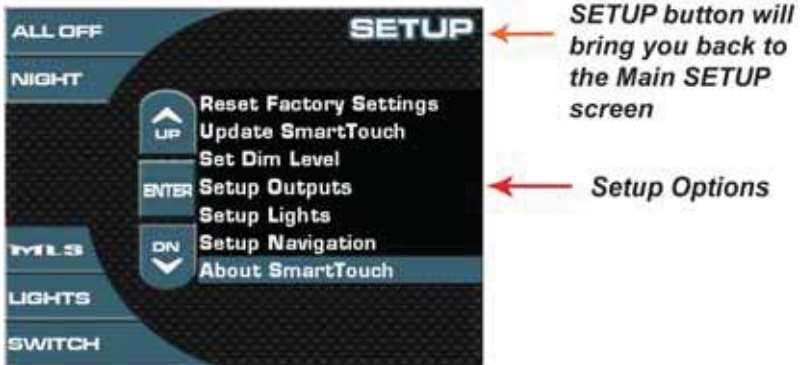 ALL OFF
SETUP
NIGHT
SETUP button will
bring you back to
the Main SETUP
screen
UP
ENTER
DN
Reset Factory Settings
Update SmartTouch
Set Dim Level
Setup Outputs
Setup Lights
Setup Navigation
About SmartTouch
Setup Options
MLS
LIGHTS
SWITCH